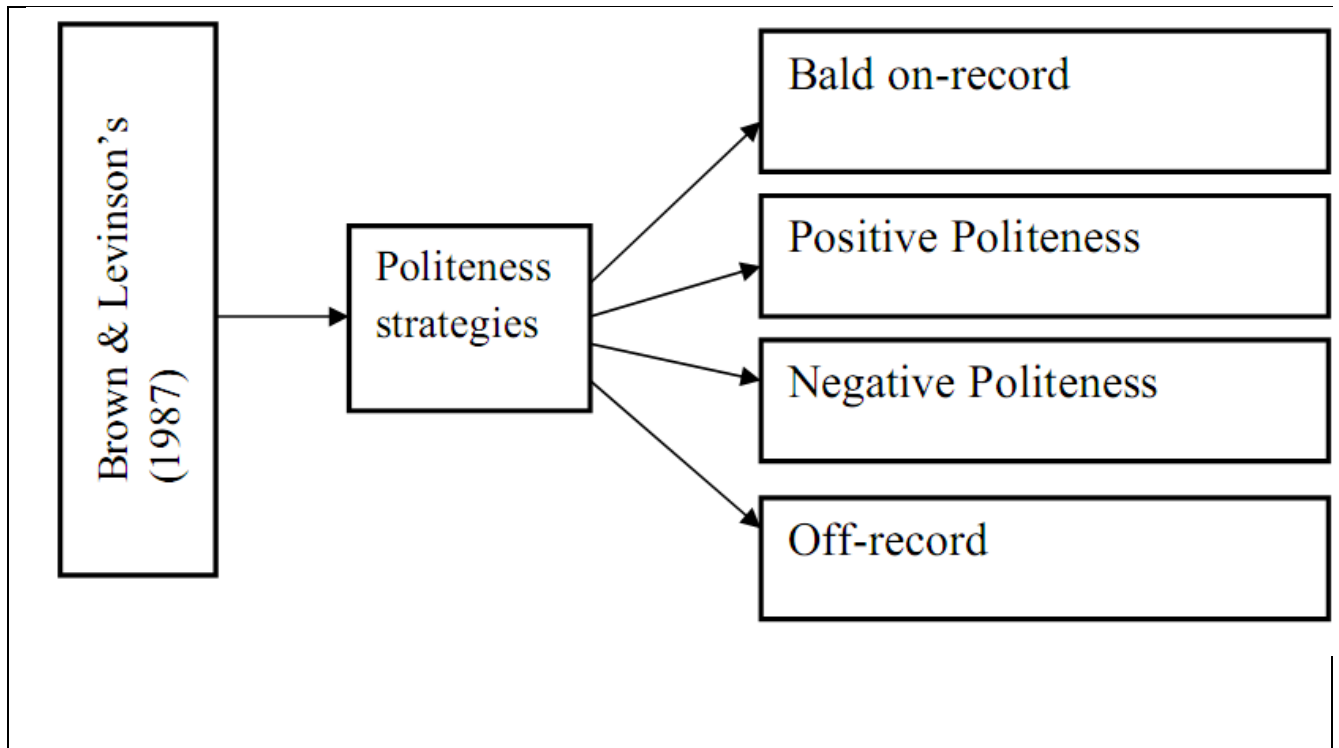 Brown & Levinson’s
(1987)
Politeness
strategies
Bald on-record
Positive Politeness
Negative Politeness
Off-record